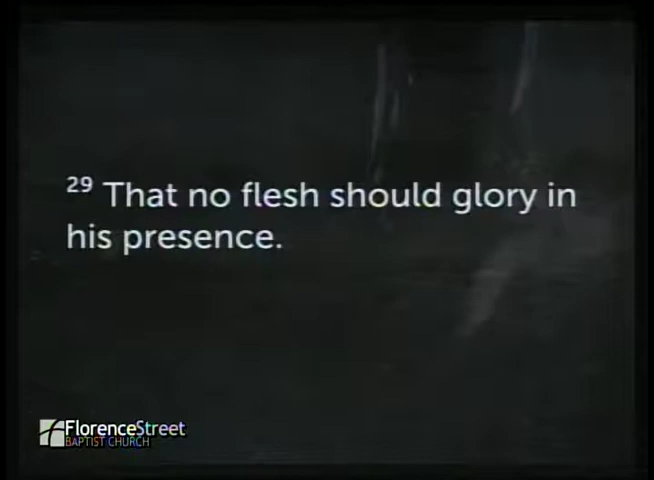 29 That no flesh should glory in
his presence.
FlorenceStreet
BAPTIST CHURCH